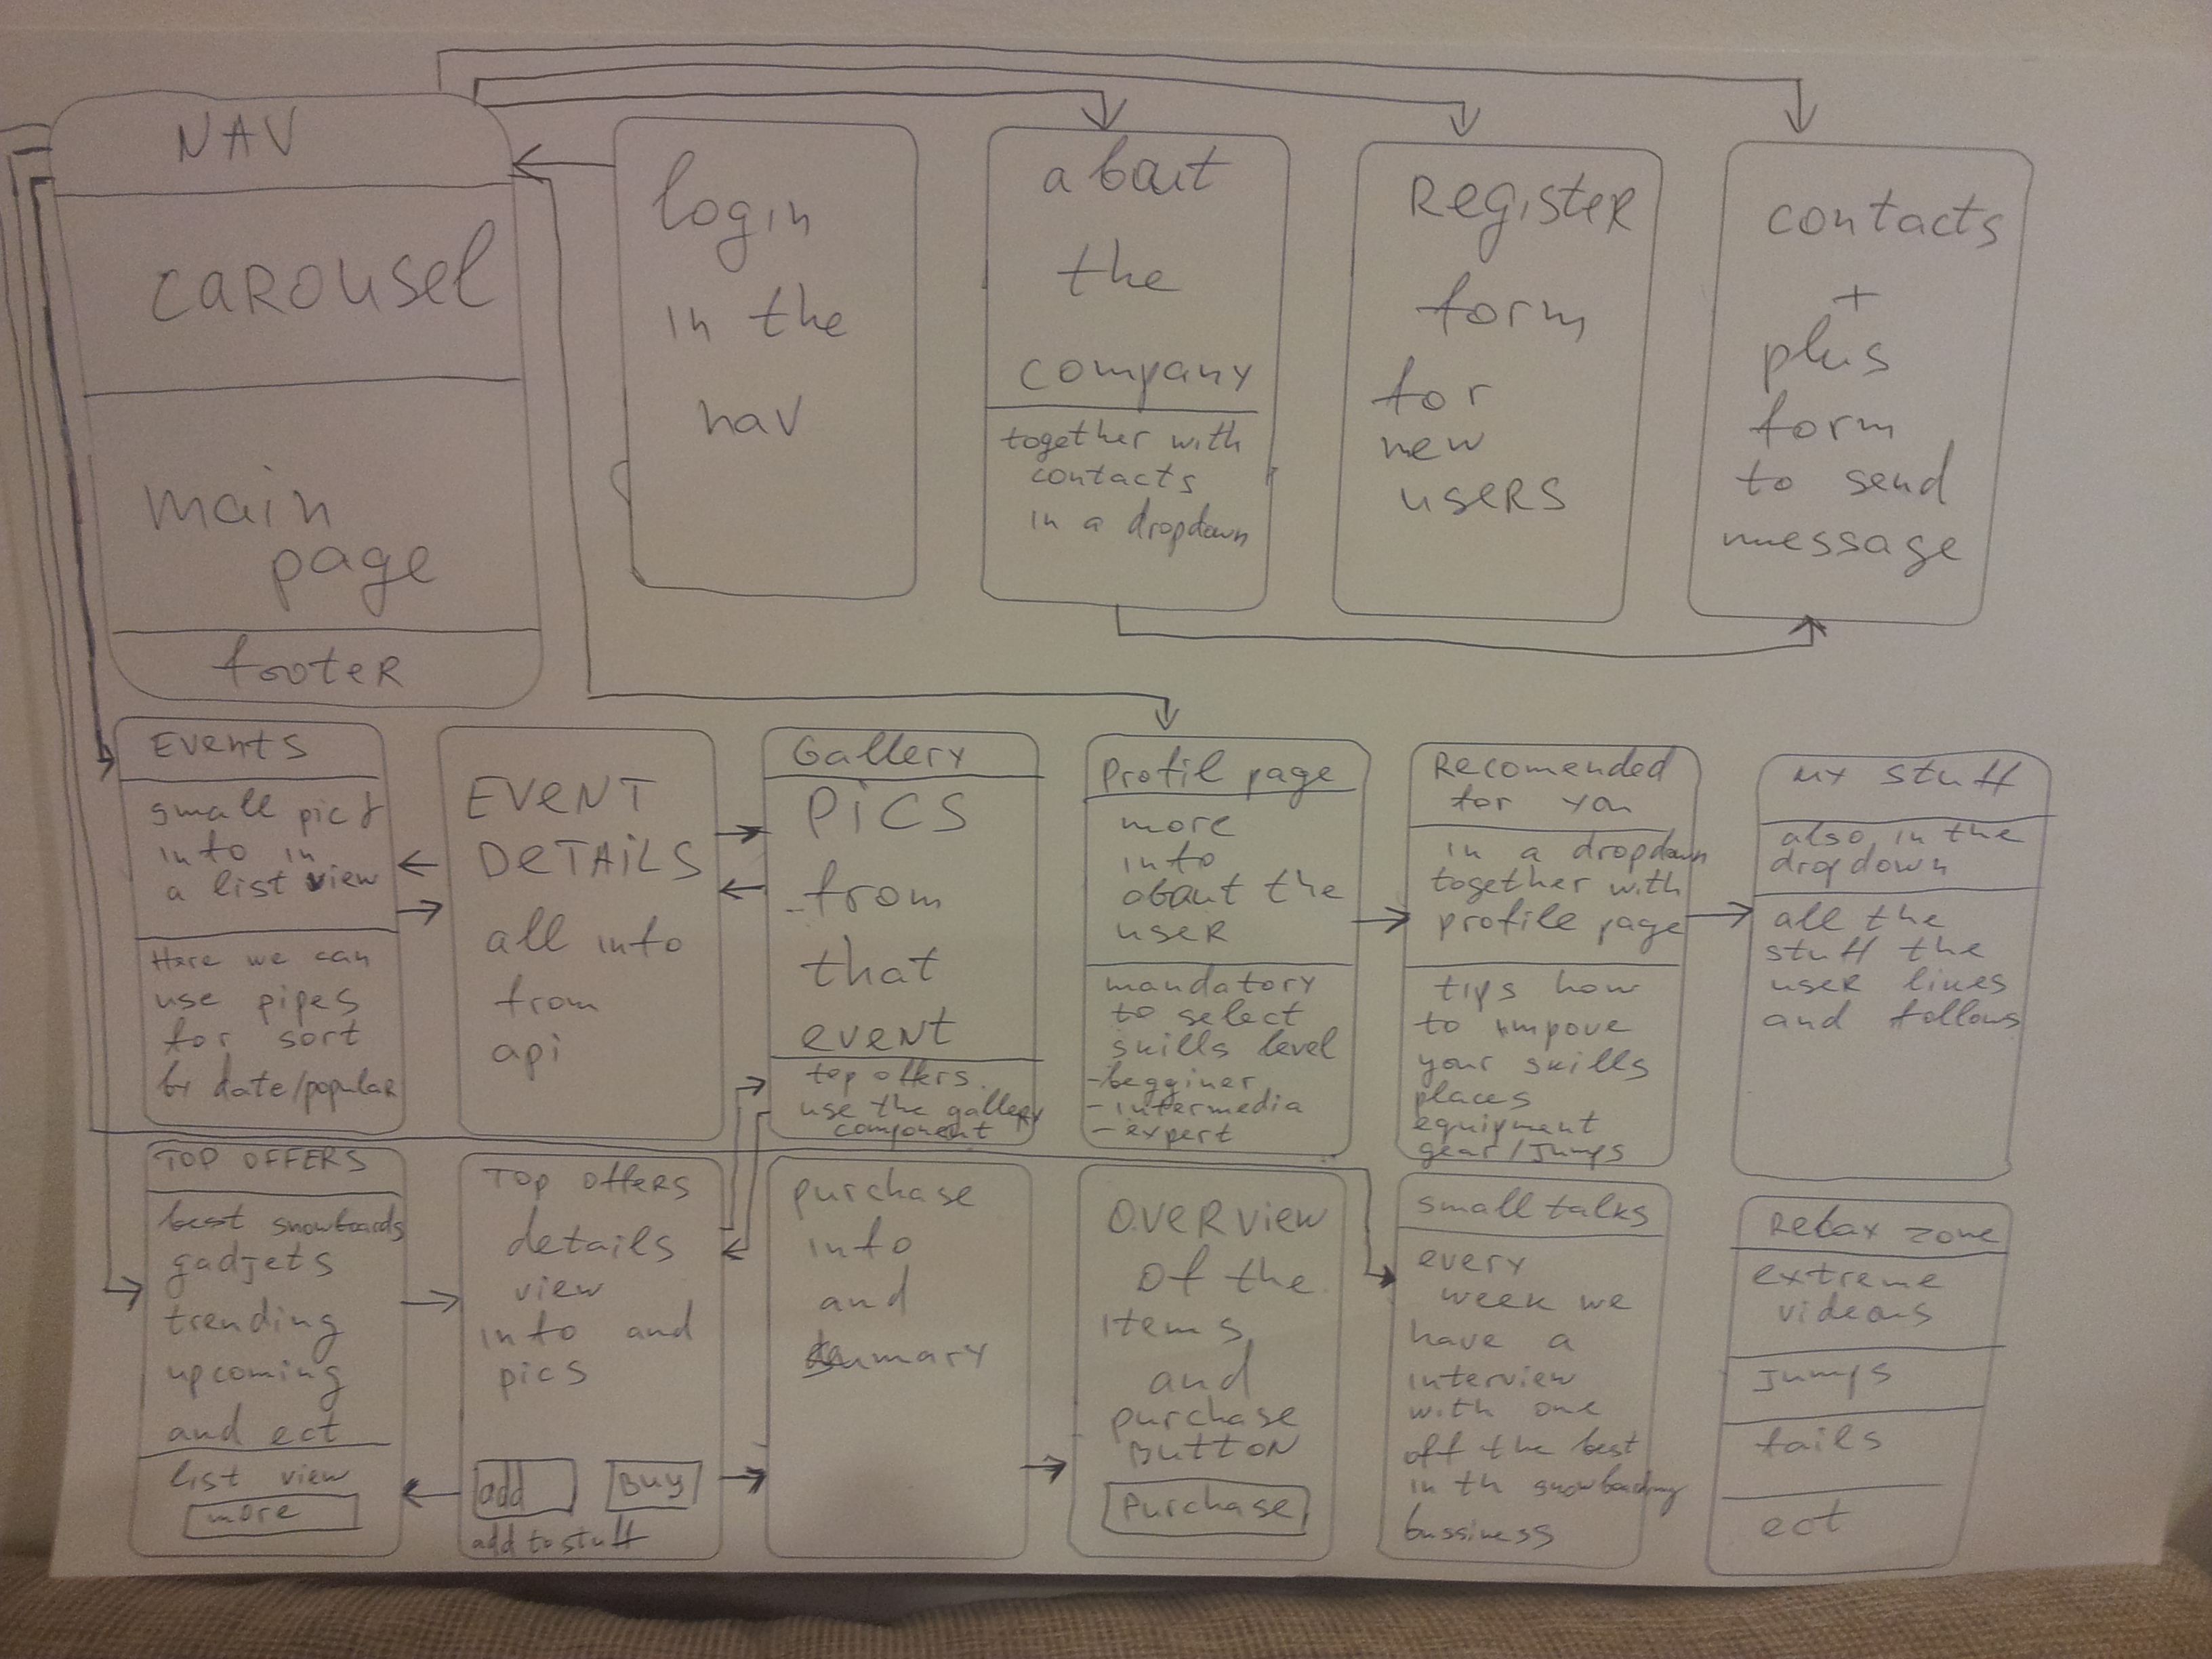 NAV
CAROUSEL
main
page
footer
login
in the
nav
about
the
company
together with
contacts
in a dropdown
Register
form
for
new
users
contacts
+
plus
form
to send
message
Events
small pics
info in
a list view
Here we can
use pipes
for sort
by date/popular
EVENT
DETAILS
all info
from
api
Gallery
PICS
from
that
event
top offers
use the gallery
component
Profil page
more
info
about the
user
mandatory
to select
skills level
- begginer
- intermedia
- expert
Recomended
for you
in a dropdown
together with
profile page
tips how
to impove
your skills
places
equipment
gear/jumps
MY stuff
also in the
dropdown
all the
stuff the
user likes
and follows
TOP OFFERS
best snowboards
gadjets
trending
upcoming
and ect
list view
more
Top offers
details
view
info and
pics
add
BUY
add to stuff
purchase
info
and
sumary
OVERVIEW
of the
items
and
purchase
BUTTON
Purchase
small talks
every
week we
have a
interview
with one
off the best
in th snowboarding
bussiness
Relax zone
extreme
videous
Jumps
fails
ect